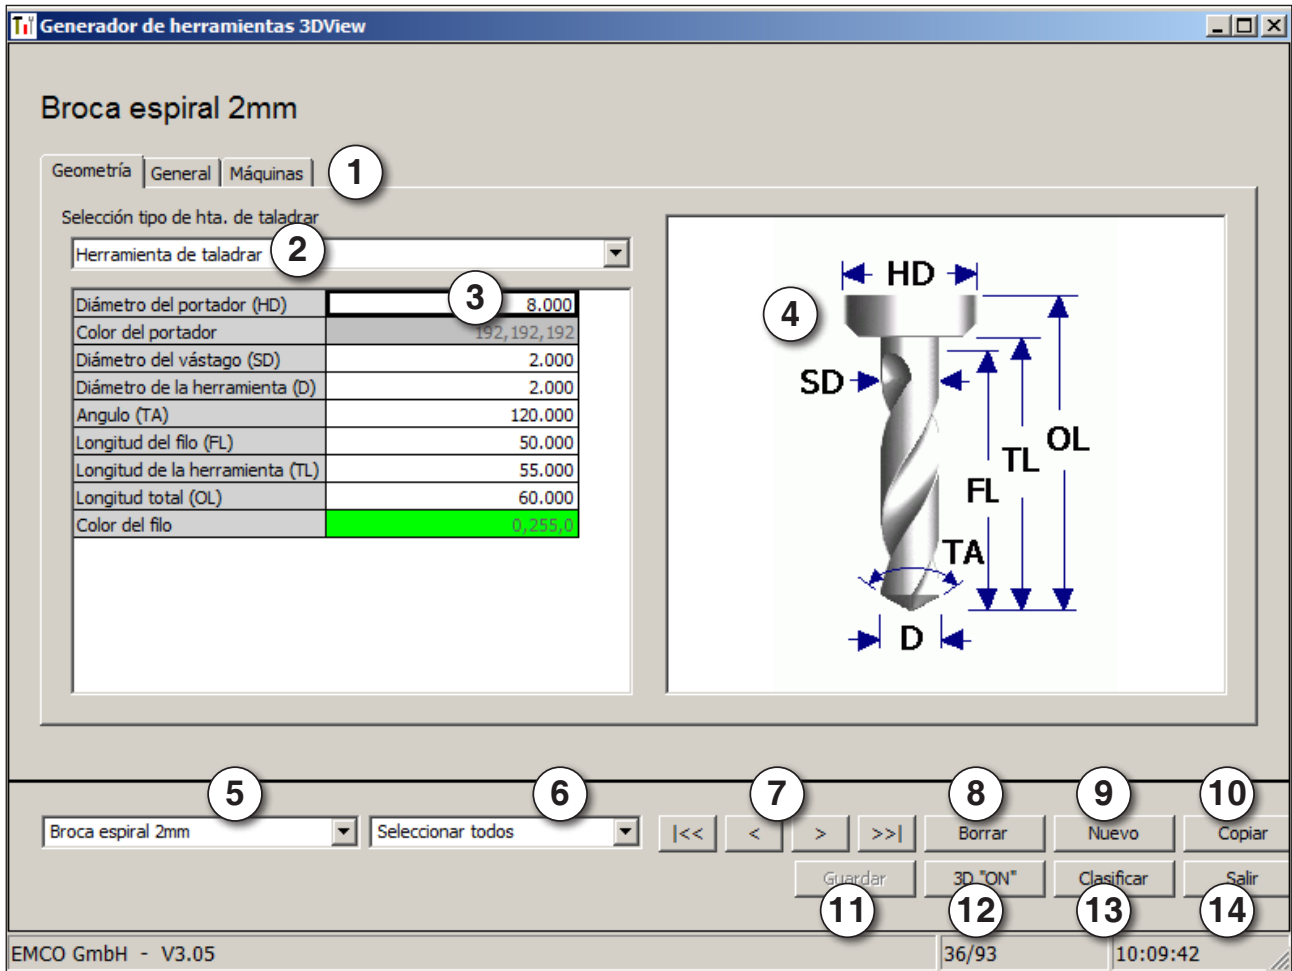 Generador de herramientas 3DView
Broca espiral 2mm
Geometría General Máquinas 1
Selección tipo de hta. de taladrar
Herramienta de taladrar 2
Diámetro del portador (HD) 3 8.000
Color del portador 192,192,192
Diámetro del vástago (SD) 2.000
Diámetro de la herramienta (D) 2.000
Angulo (TA) 120.000
Longitud del filo (FL) 50.000
Longitud de la herramienta (TL) 55.000
Longitud total (OL) 60.000
Color del filo 0,255,0
HD
4
SD
OL
TL
FL
TA
D
5 6 7 8 9 10
Broca espiral 2mm Seleccionar todos |<< < > >>| Borrar Nuevo Copiar
Guardar 3D "ON" Clasificar Salir
11 12 13 14
EMCO GmbH - V3.05 36/93 10:09:42